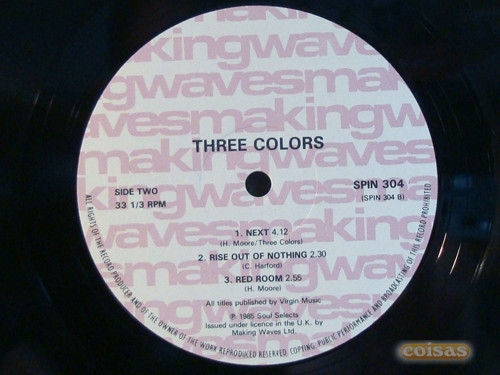 makingwaves
makingwavesmaking
wavesmakingwaves
makingwavesmaking
THREE COLORS
SIDE TWO
33 1/3 RPM
SPIN 304
(SPIN 304 B)
1. NEXT 4.12
(H. Moore/Three Colors)
2. RISE OUT OF NOTHING 2.30
(C. Harford)
3. RED ROOM 2.55
(H. Moore)
All titles published by Virgin Music
℗ 1985 Soul Selects
Issued under licence in the U.K. by
Making Waves Ltd.
ALL RIGHTS OF THE RECORD PRODUCER AND OF THE OWNER OF THE WORK REPRODUCED RESERVED. COPYING, PUBLIC PERFORMANCE AND BROADCASTING OF THIS RECORD PROHIBITED
coisas